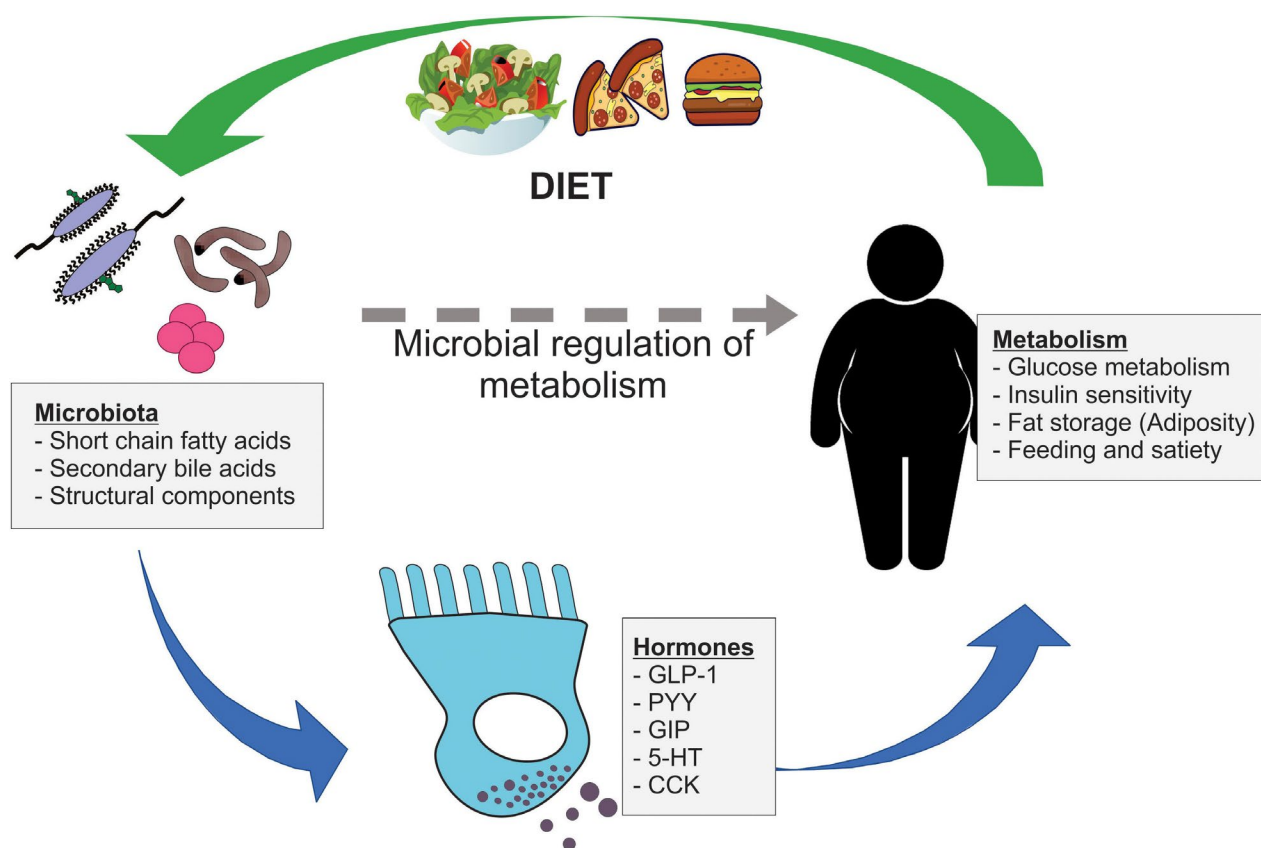 DIET
Microbial regulation of
metabolism
Metabolism
- Glucose metabolism
- Insulin sensitivity
- Fat storage (Adiposity)
- Feeding and satiety
Microbiota
- Short chain fatty acids
- Secondary bile acids
- Structural components
Hormones
- GLP-1
- PYY
- GIP
- 5-HT
- CCK